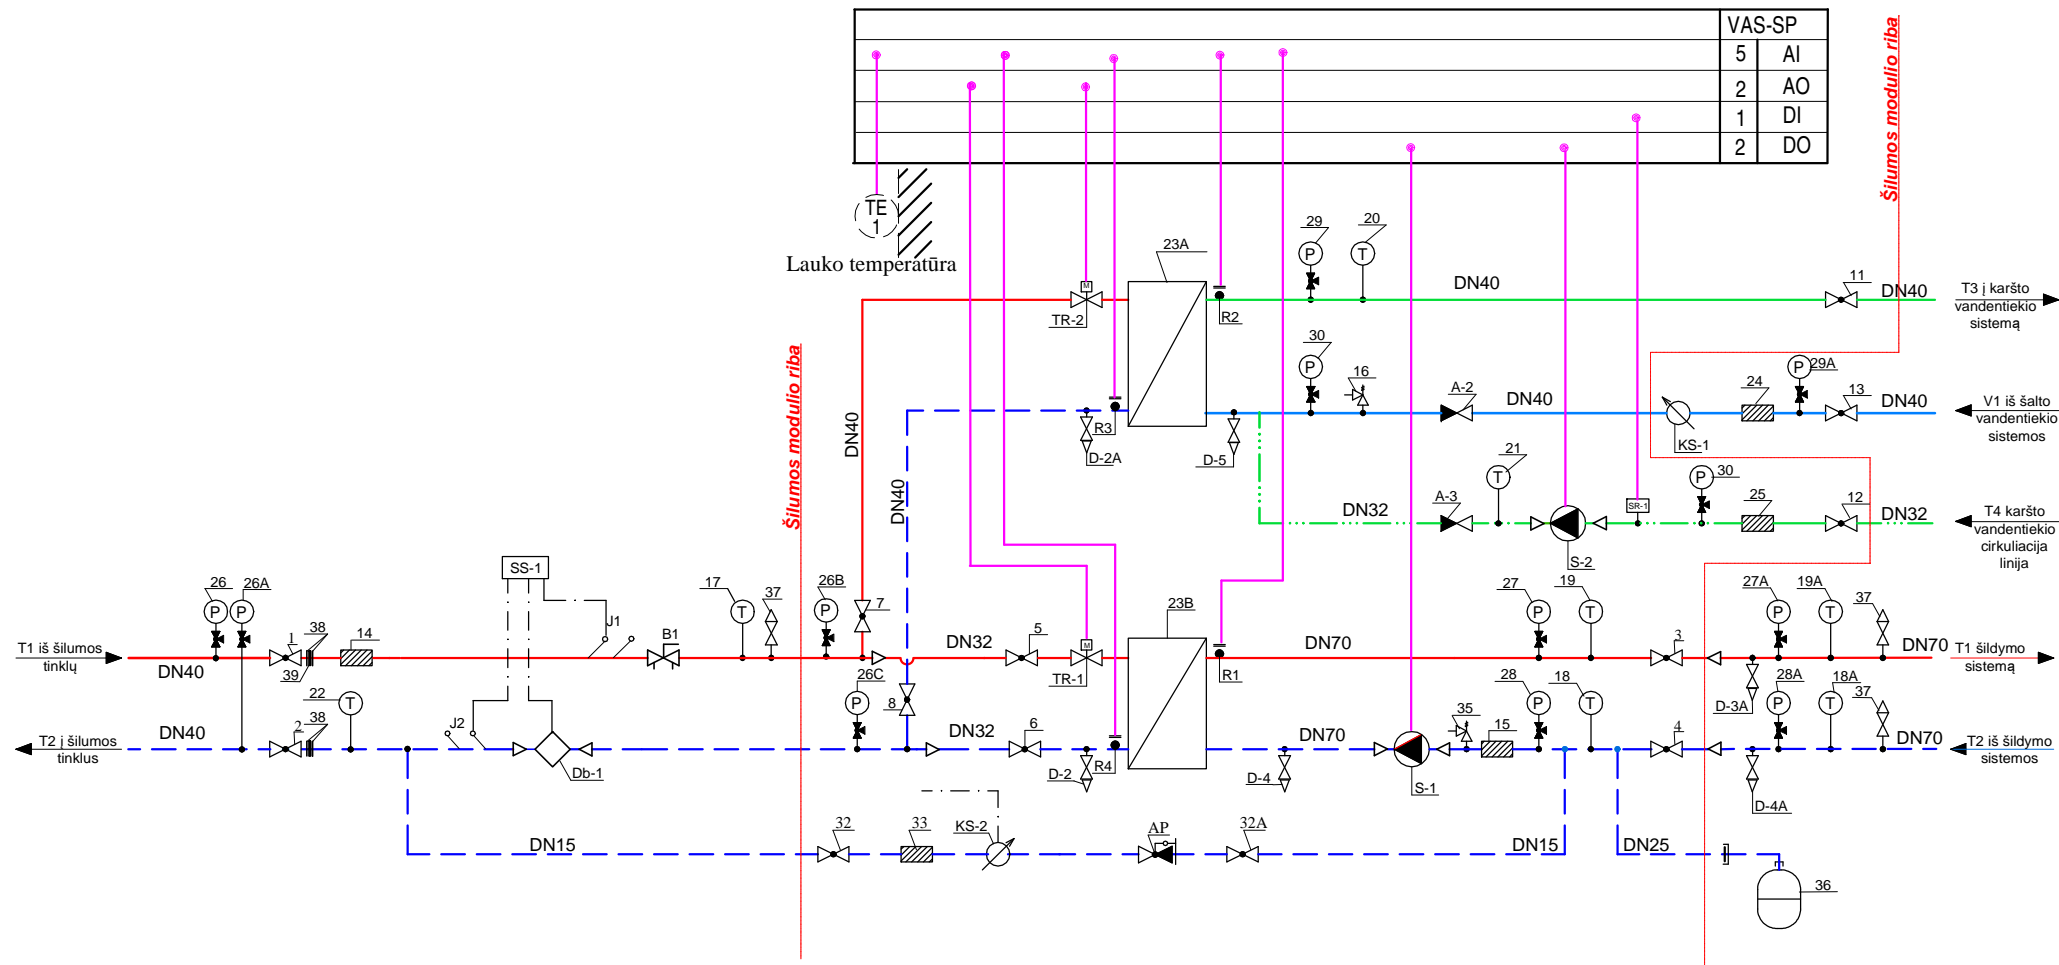 VAS-SP
5 AI
2 AO
1 DI
2 DO
Šilumos modulio riba
TE
1
Lauko temperatūra
23A
29
20
P
T
M
TR-2
R2
DN40
11
DN40
T3 į karšto
vandentiekio
sistemą
Šilumos modulio riba
DN40
DN40
30
P
16
A-2
DN40
24
P
29A
13
DN40
V1 iš šalto
vandentiekio
sistemos
R3
D-2A
D-5
KS-1
21
T
A-3
DN32
SR-1
P
30
25
12
DN32
T4 karšto
vandentiekio
cirkuliacija
linija
S-2
SS-1
26
26A
P
P
1
38
14
J1
B1
17
T
37
26B
P
7
DN32
5
M
TR-1
23B
R1
DN70
27
P
19
T
3
27A
P
19A
T
37
DN70
T1 iš šilumos
tinklų
DN40
39
T1 šildymo
sistemą
22
T
DN40
2
38
J2
Db-1
26C
P
8
DN32
6
D-2
R4
DN70
D-4
S-1
35
15
28
P
18
T
4
D-3A
28A
P
18A
T
37
DN70
T2 į šilumos
tinklus
T2 iš šildymo
sistemos
D-4A
DN15
32
33
KS-2
AP
32A
DN15
DN25
36